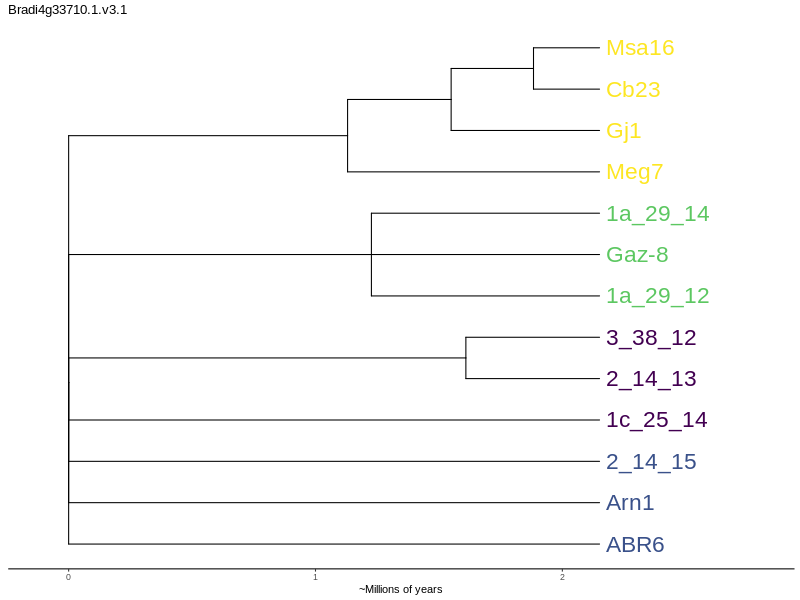 Bradi4g33710.1.v3.1
Msa16
Cb23
Gj1
Meg7
1a_29_14
Gaz-8
1a_29_12
3_38_12
2_14_13
1c_25_14
2_14_15
Arn1
ABR6
0 1 2
~Millions of years